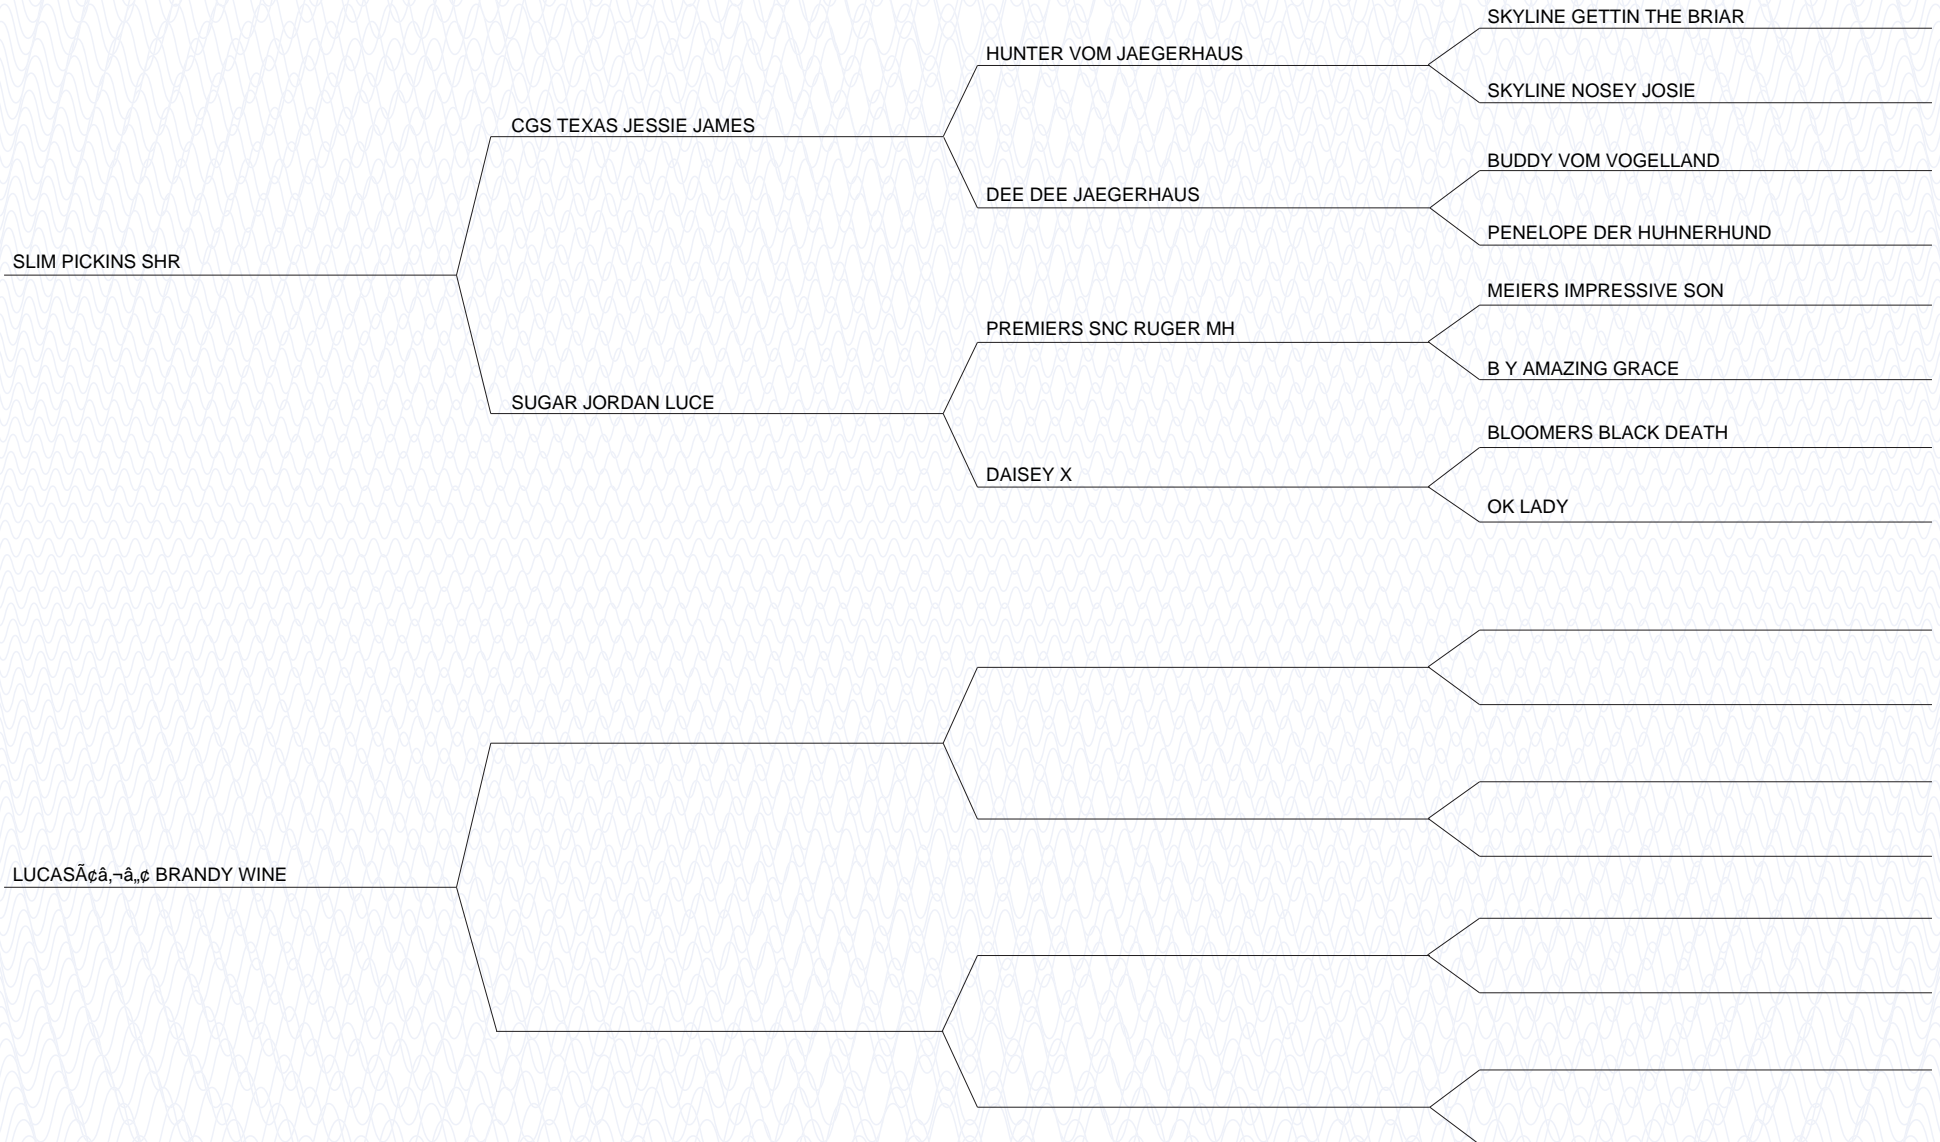 SKYLINE GETTIN THE BRIAR
HUNTER VOM JAEGERHAUS
SKYLINE NOSEY JOSIE
CGS TEXAS JESSIE JAMES
BUDDY VOM VOGELLAND
DEE DEE JAEGERHAUS
PENELOPE DER HUHNERHUND
SLIM PICKINS SHR
MEIERS IMPRESSIVE SON
PREMIERS SNC RUGER MH
B Y AMAZING GRACE
SUGAR JORDAN LUCE
BLOOMERS BLACK DEATH
DAISEY X
OK LADY
LUCASÃ¢â‚¬â„¢ BRANDY WINE